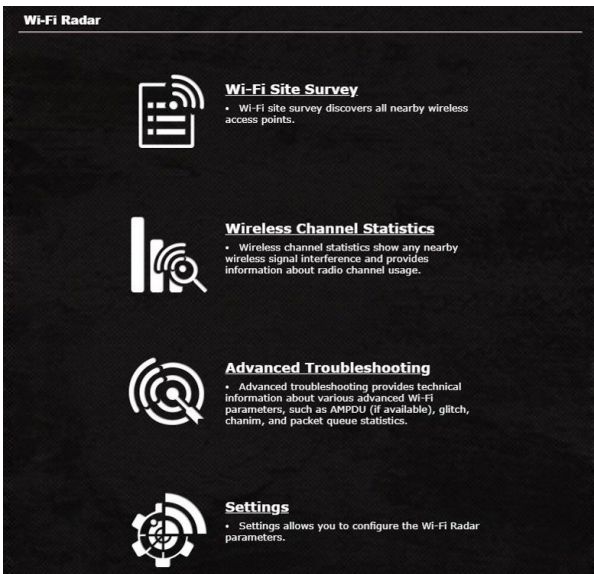 Wi-Fi Radar
Wi-Fi Site Survey
• Wi-Fi site survey discovers all nearby wireless
access points.
Wireless Channel Statistics
• Wireless channel statistics show any nearby
wireless signal interference and provides
information about radio channel usage.
Advanced Troubleshooting
• Advanced troubleshooting provides technical
information about various advanced Wi-Fi
parameters, such as AMPDU (if available), glitch,
chanim, and packet queue statistics.
Settings
• Settings allows you to configure the Wi-Fi Radar
parameters.